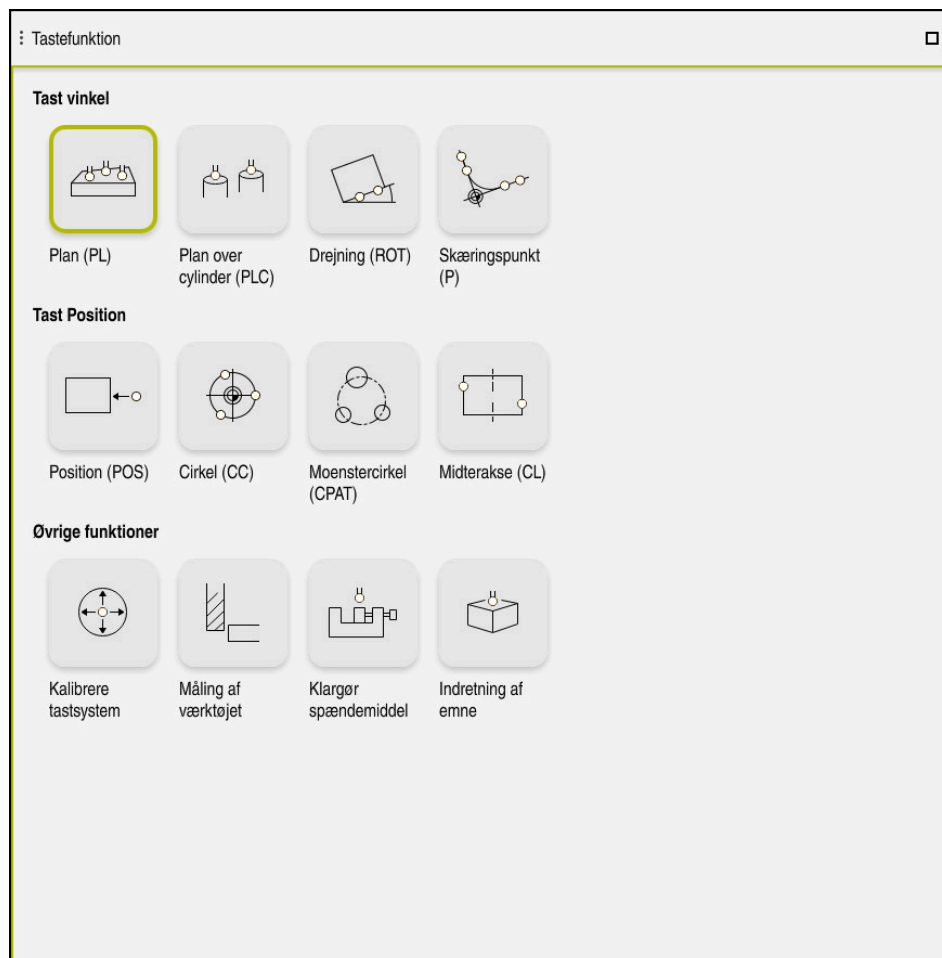 Tastefunktion
Tast vinkel
Plan (PL)
Plan over
cylinder (PLC)
Drejning (ROT)
Skæringspunkt
(P)
Tast Position
Position (POS)
Cirkel (CC)
Moenstercirkel
(CPAT)
Midterakse (CL)
Øvrige funktioner
Kalibrere
tastsystem
Måling af
værktøjet
Klargør
spændemiddel
Indretning af
emne